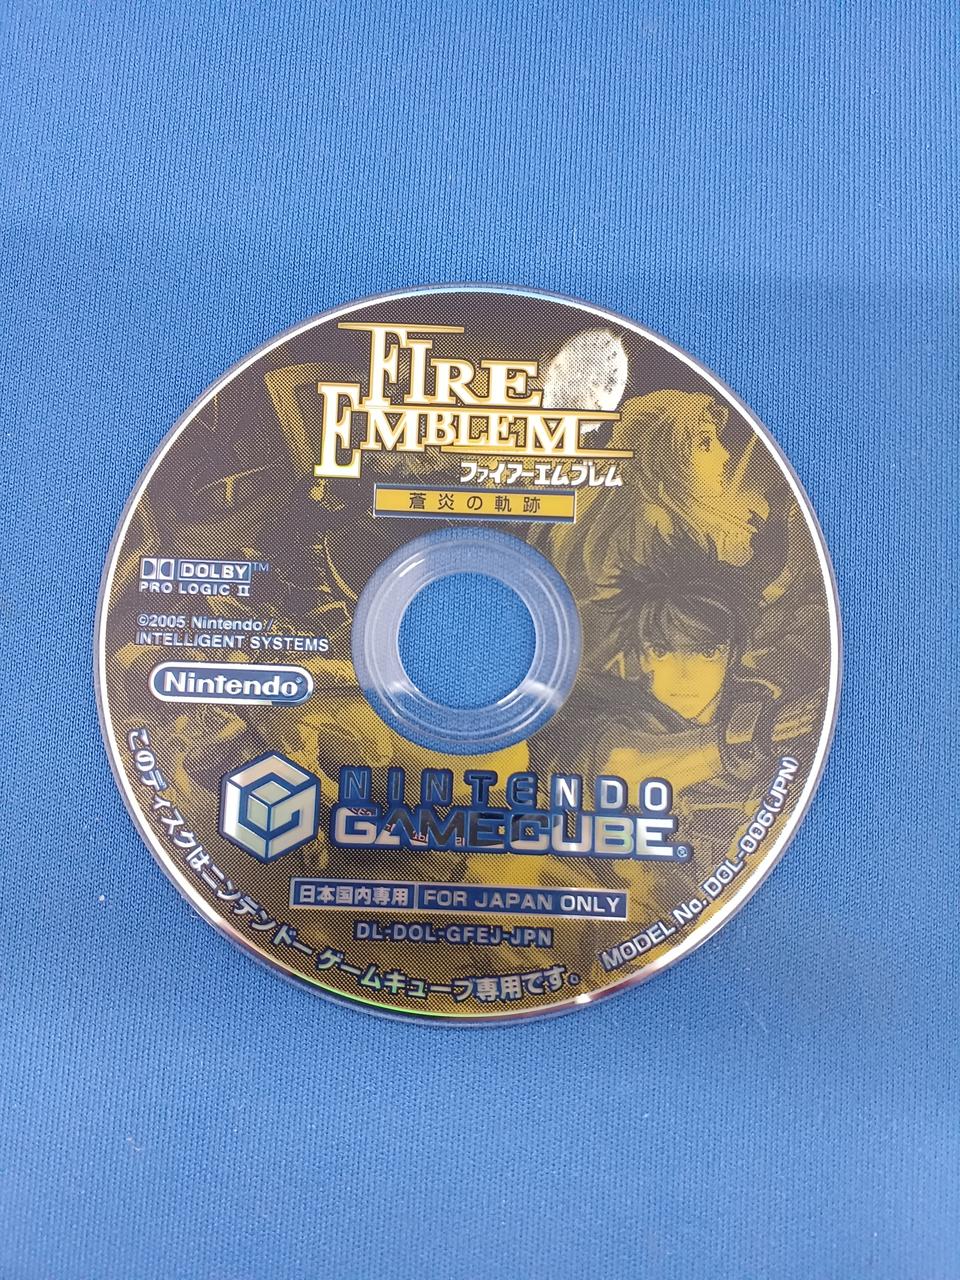 FIRE
EMBLEM
ファイアーエムブレム
蒼炎の軌跡
DOLBY™
PRO LOGIC II
©2005 Nintendo/
INTELLIGENT SYSTEMS
Nintendo®
NINTENDO
GAMECUBE®
日本国内専用 FOR JAPAN ONLY
DL-DOL-GFEJ-JPN
このディスクはニンテンドーゲームキューブ専用です。
MODEL No. DOL-006(JPN)